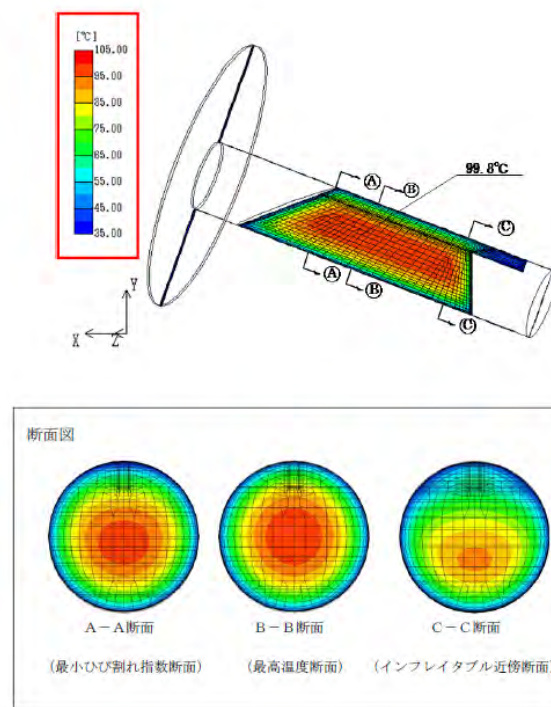 [℃]
105.00
95.00
85.00
75.00
65.00
55.00
45.00
35.00
99.8℃
Ⓐ
Ⓑ
Ⓒ
Ⓐ
Ⓑ
Ⓒ
Y
X
Z
断面図
A－A断面
B－B断面
C－C断面
(最小ひび割れ指数断面)
(最高温度断面)
(インフレイタブル近傍断面)